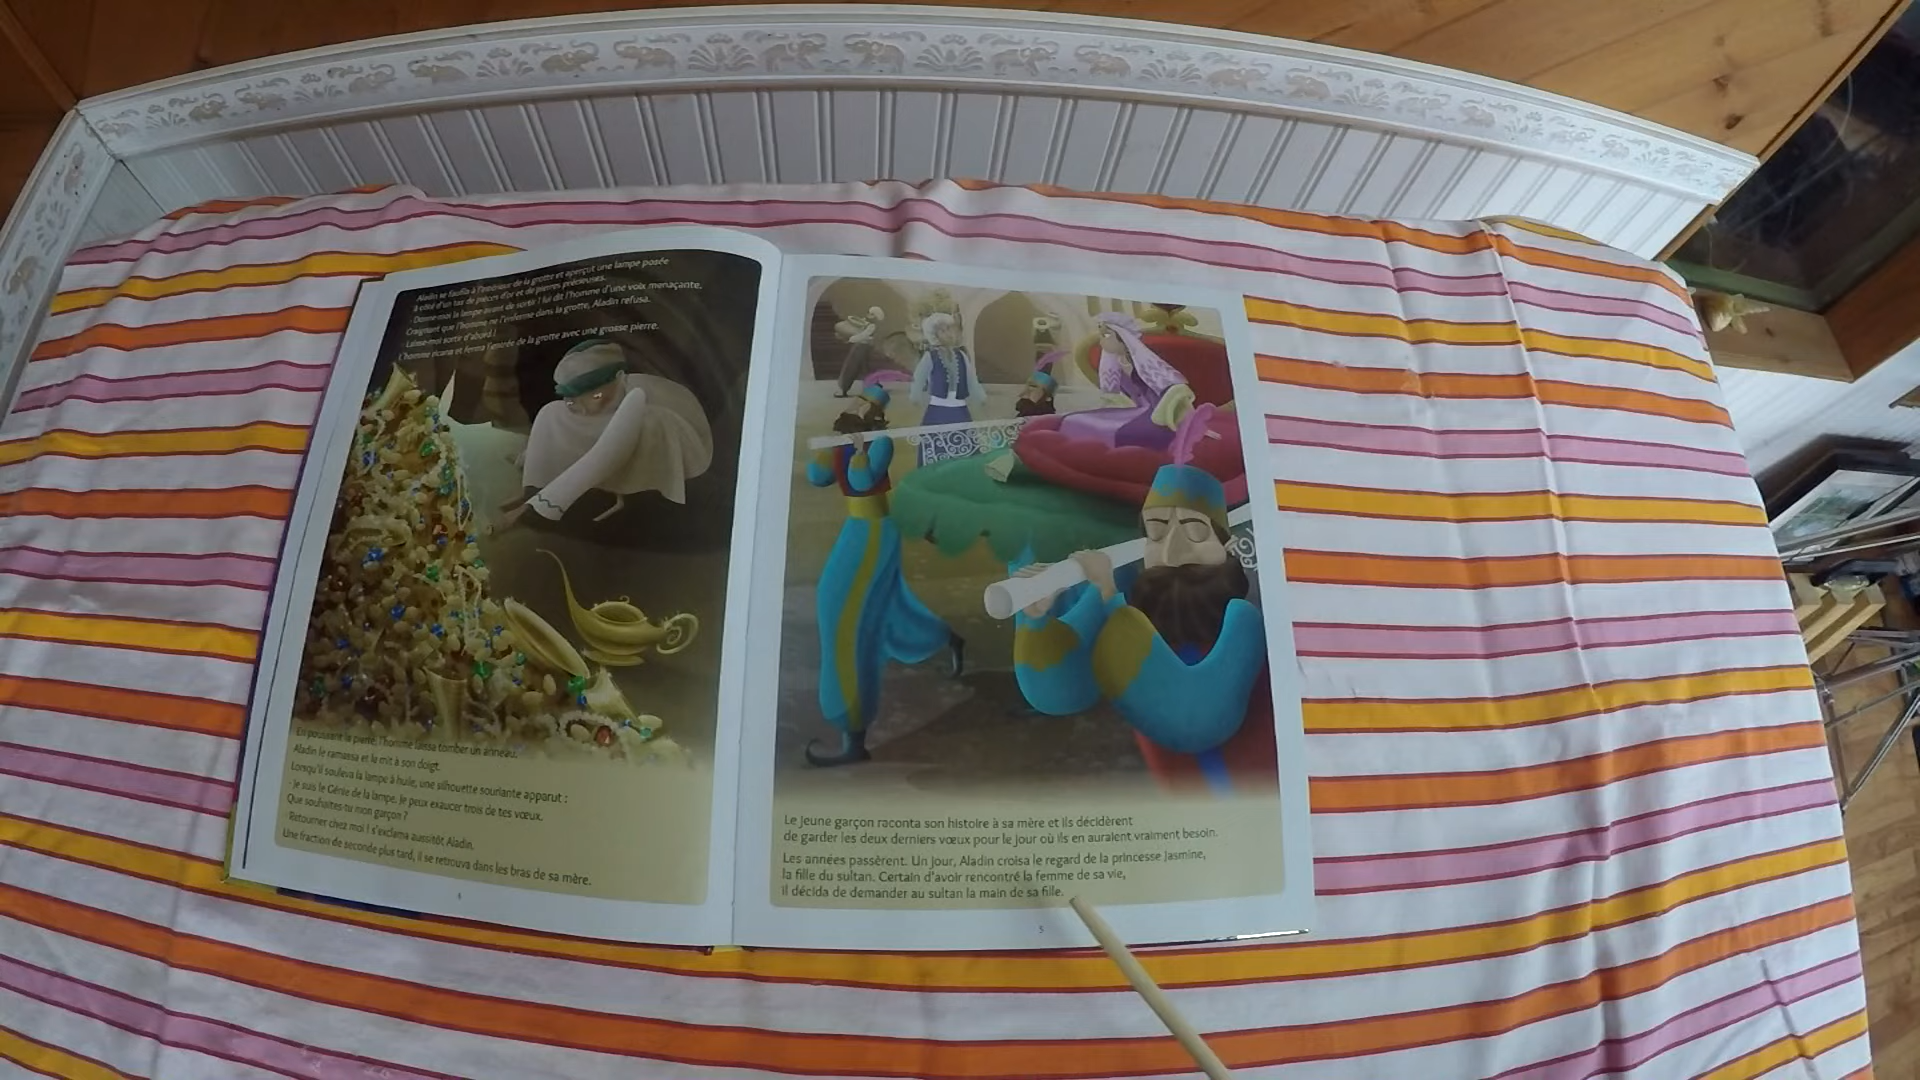 Aladin se faufila à l'intérieur de la grotte et aperçut une lampe posée
à côté d'un tas de pièces d'or et de pierres précieuses.
- Donne-moi la lampe avant de sortir ! lui dit l'homme d'une voix menaçante.
Craignant que l'homme ne l'enferme dans la grotte, Aladin refusa.
- Laisse-moi sortir d'abord !
L'homme ricana et ferma l'entrée de la grotte avec une grosse pierre.
En poussant la pierre, l'homme laissa tomber un anneau.
Aladin le ramassa et le mit à son doigt.
Lorsqu'il souleva la lampe à huile, une silhouette souriante apparut :
- Je suis le Génie de la lampe. Je peux exaucer trois de tes vœux.
Que souhaites-tu mon garçon ?
- Retourner chez moi ! s'exclama aussitôt Aladin.
Une fraction de seconde plus tard, il se retrouva dans les bras de sa mère.
Le jeune garçon raconta son histoire à sa mère et ils décidèrent
de garder les deux derniers vœux pour le jour où ils en auraient vraiment besoin.
Les années passèrent. Un jour, Aladin croisa le regard de la princesse Jasmine,
la fille du sultan. Certain d'avoir rencontré la femme de sa vie,
il décida de demander au sultan la main de sa fille.
5